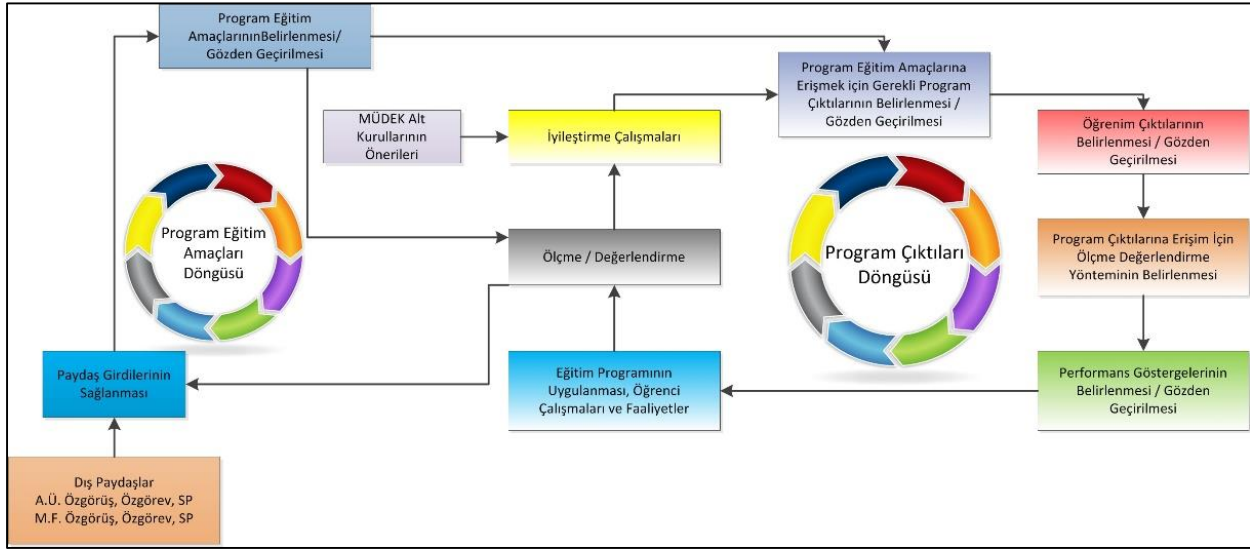 Program Eğitim
AmaçlarınınBelirlenmesi/
Gözden Geçirilmesi
Program Eğitim Amaçlarına
Erişmek için Gerekli Program
Çıktılarının Belirlenmesi /
Gözden Geçirilmesi
MÜDEK Alt
Kurullarının
Önerileri
İyileştirme Çalışmaları
Öğrenim Çıktılarının
Belirlenmesi / Gözden
Geçirilmesi
Program Eğitim
Amaçları
Döngüsü
Ölçme / Değerlendirme
Program Çıktıları
Döngüsü
Program Çıktılarına Erişim İçin
Ölçme Değerlendirme
Yönteminin Belirlenmesi
Paydaş Girdilerinin
Sağlanması
Eğitim Programının
Uygulanması, Öğrenci
Çalışmaları ve Faaliyetler
Performans Göstergelerinin
Belirlenmesi / Gözden
Geçirilmesi
Dış Paydaşlar
A.Ü. Özgörüş, Özgörev, SP
M.F. Özgörüş, Özgörev, SP